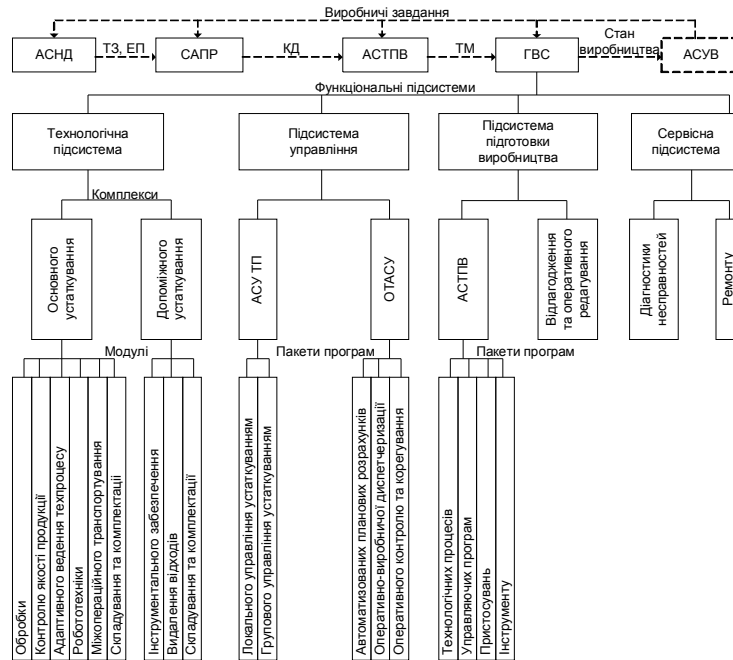 Виробничі завдання
АСНД
ТЗ, ЕП
САПР
КД
АСТПВ
ТМ
ГВС
Стан
виробництва
АСУВ
Функціональні підсистеми
Технологічна
підсистема
Підсистема
управління
Підсистема
підготовки
виробництва
Сервісна
підсистема
Комплекси
Основного
устаткування
Допоміжного
устаткування
АСУ ТП
ОТАСУ
АСТПВ
Відлагодження
та оперативного
редагування
Діагностики
несправностей
Ремонту
Модулі
Пакети програм
Пакети програм
Обробки
Контролю якості продукції
Адаптивного ведення техпроцесу
Робототехніки
Міжопераційного транспортування
Складування та комплектації
Інструментального забезпечення
Видалення відходів
Складування та комплектації
Локального управління устаткуванням
Групового управління устаткуванням
Автоматизованих планових розрахунків
Оперативно-виробничої диспетчеризації
Оперативного контролю та корегування
Технологічних процесів
Управляючих програм
Пристосувань
Інструменту